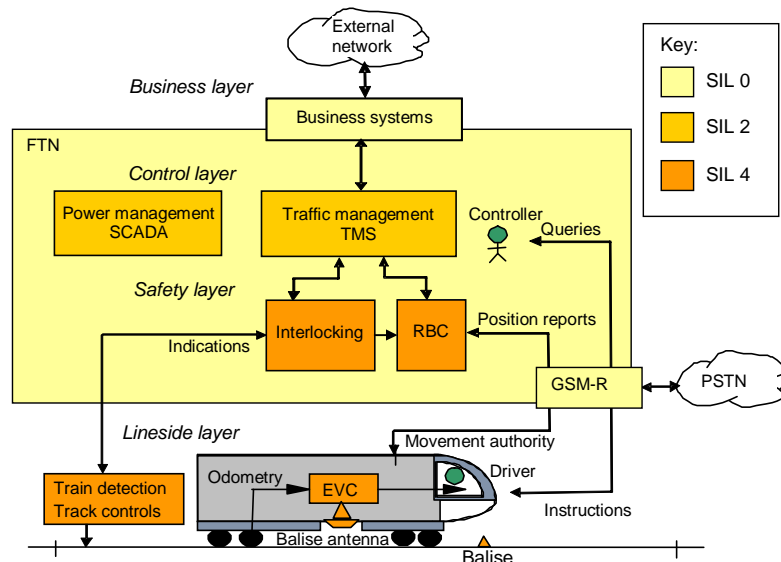 External
network
Key:
Business layer
SIL 0
Business systems
FTN
SIL 2
Control layer
Power management
SCADA
Traffic management
TMS
Controller
SIL 4
Queries
Safety layer
Interlocking
RBC
Position reports
Indications
GSM-R
PSTN
Lineside layer
Movement authority
Train detection
Track controls
Odometry
EVC
Driver
Instructions
Balise antenna
Balise